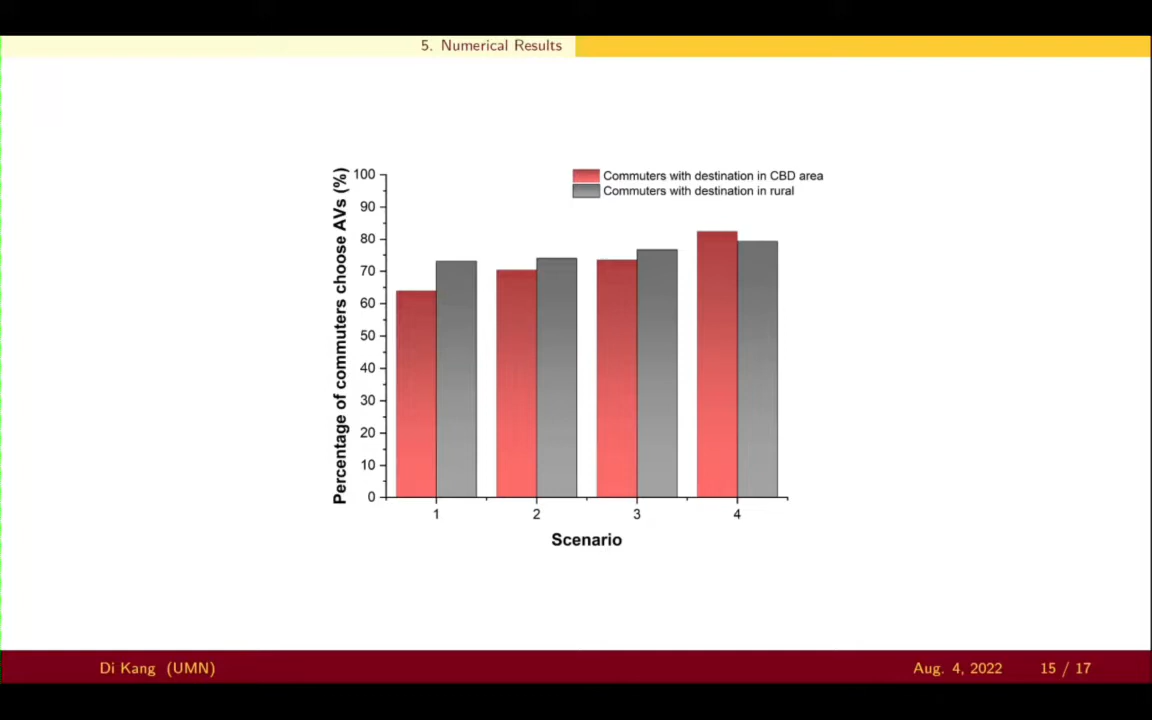 5. Numerical Results
Commuters with destination in CBD area
Commuters with destination in rural
Percentage of commuters choose AVs (%)
100
90
80
70
60
50
40
30
20
10
0
1 2 3 4
Scenario
Di Kang (UMN) Aug. 4, 2022 15 / 17